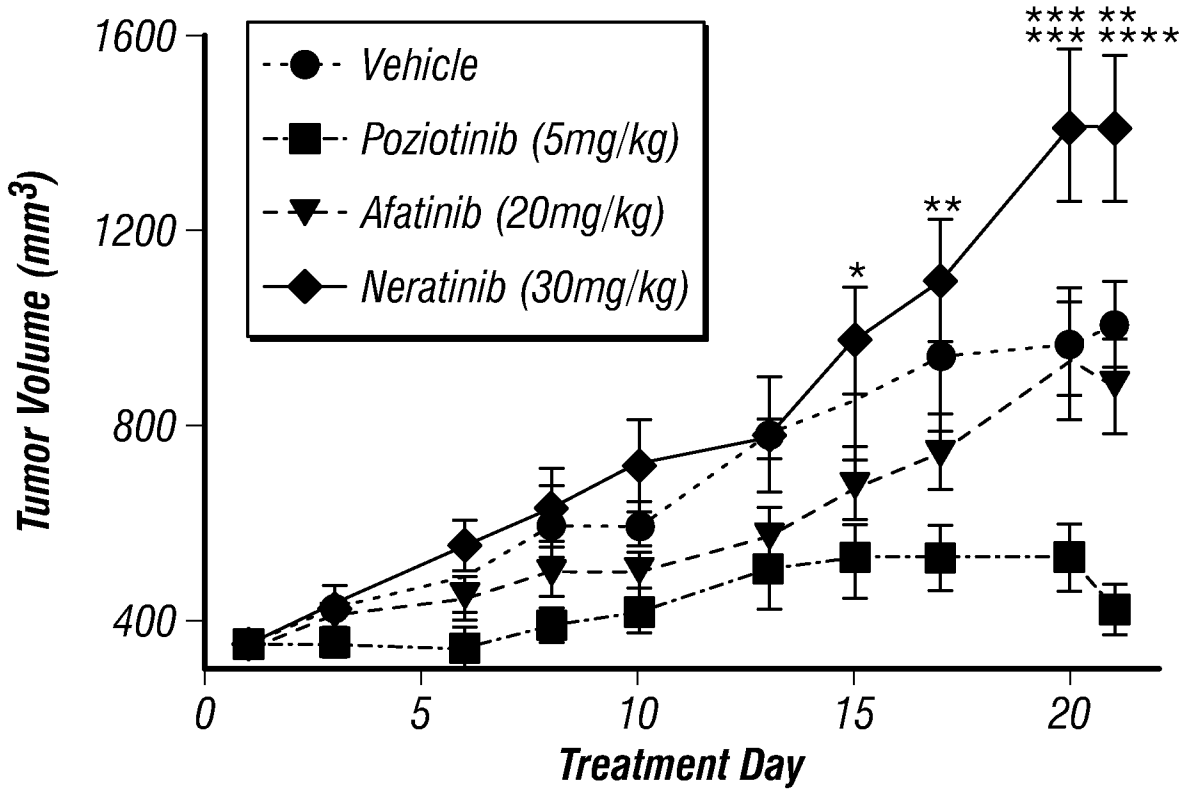 *** **
*** ****
1600
Vehicle
Poziotinib (5mg/kg)
Afatinib (20mg/kg)
Neratinib (30mg/kg)
**
1200
*
800
400
Tumor Volume (mm³)
0 5 10 15 20
Treatment Day